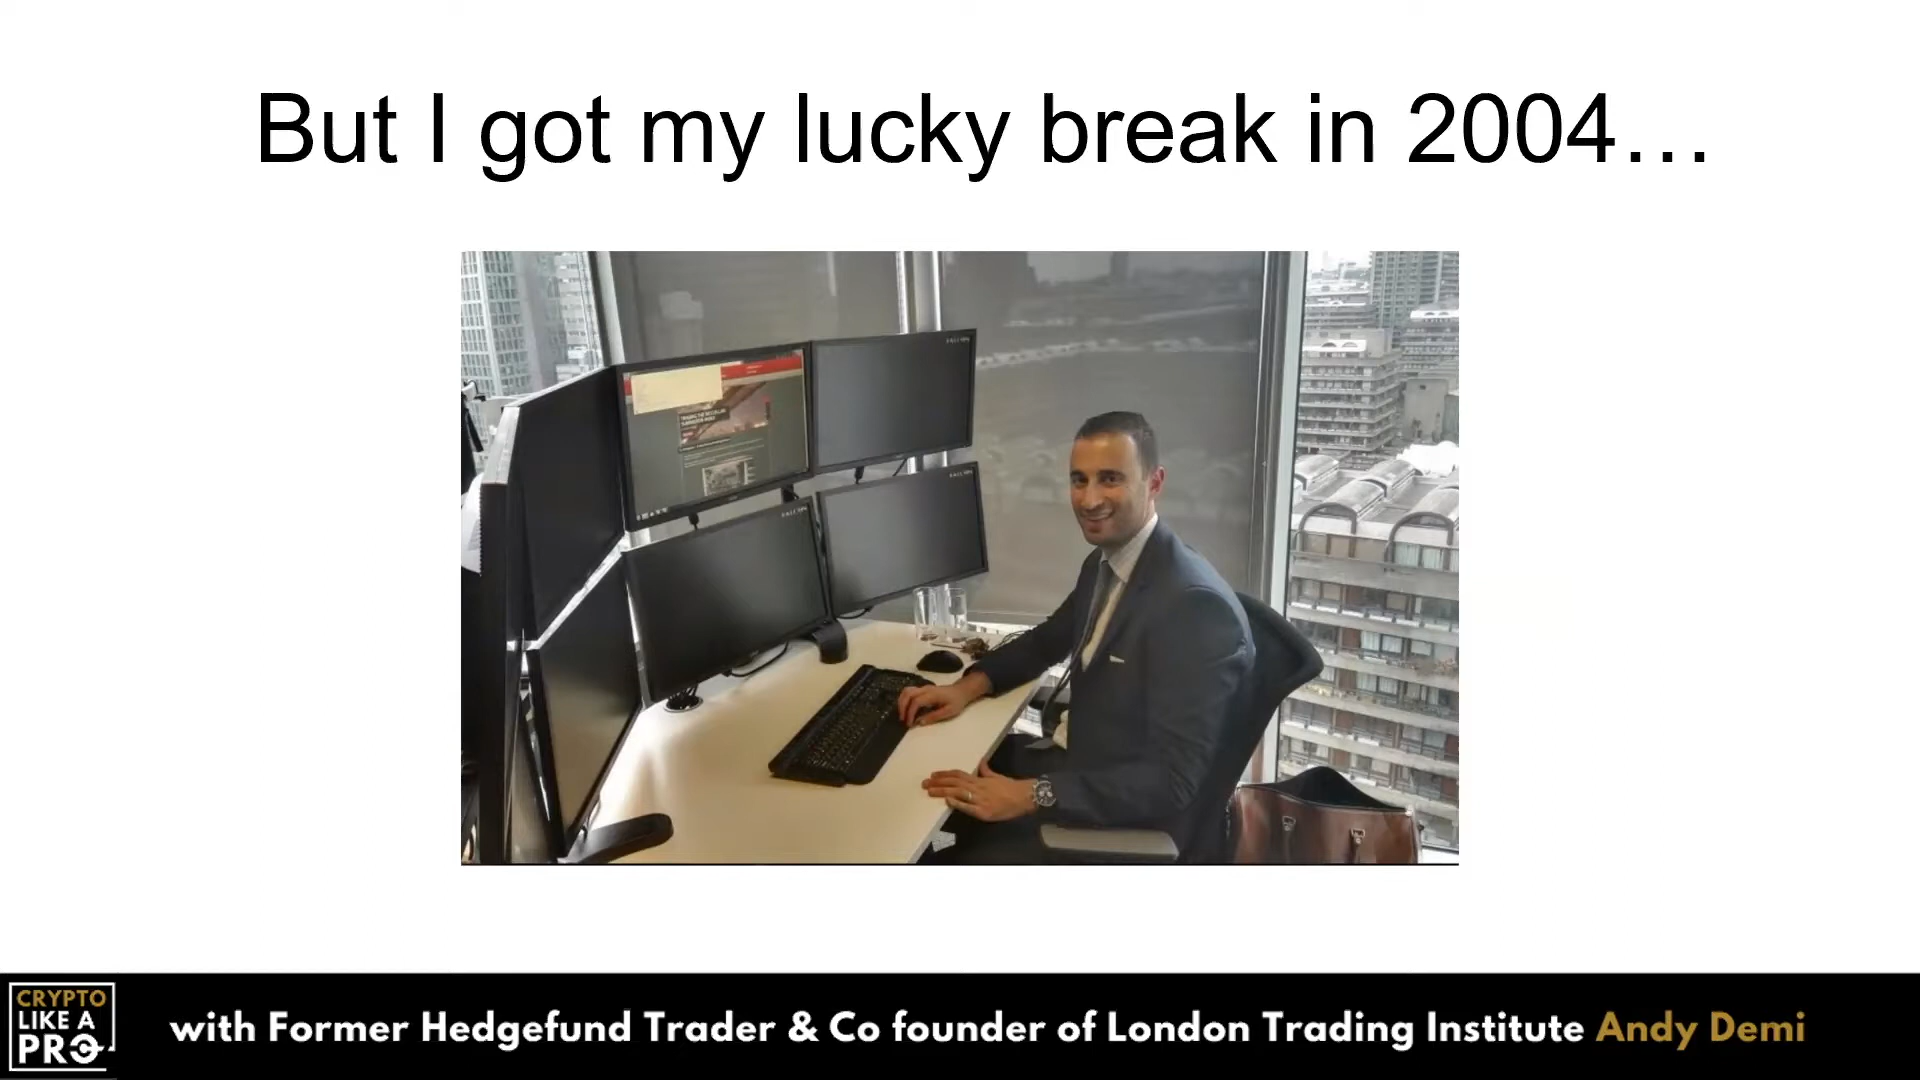 But I got my lucky break in 2004…
CRYPTO
LIKE A
PRO
with Former Hedgefund Trader & Co founder of London Trading Institute Andy Demi